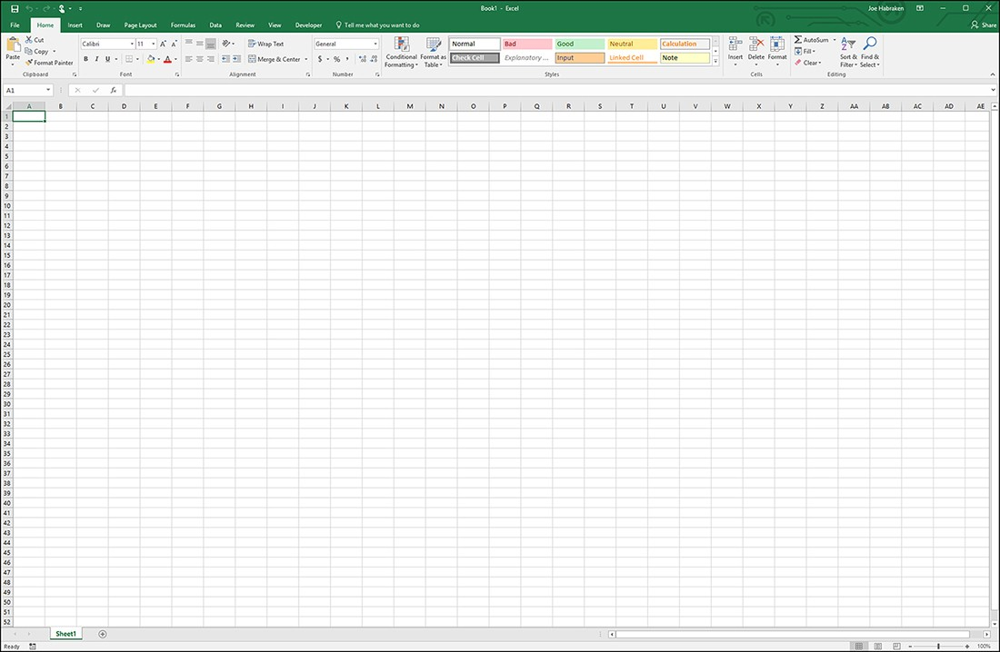 Book1 - Excel
Joe Habraken
File Home Insert Draw Page Layout Formulas Data Review View Developer Tell me what you want to do
Share
Paste
Cut
Copy
Format Painter
Clipboard
Calibri 11 A A
B I U A
Font
Wrap Text
Merge & Center
Alignment
General
$ % ,
Number
Conditional Formatting
Format as Table
Normal Bad Good Neutral Calculation
Check Cell Explanatory ... Input Linked Cell Note
Styles
Insert Delete Format
Cells
AutoSum
Fill
Clear
Sort & Filter
Find & Select
Editing
A1 fx
A B C D E F G H I J K L M N O P Q R S T U V W X Y Z AA AB AC AD AE
1
2
3
4
5
6
7
8
9
10
11
12
13
14
15
16
17
18
19
20
21
22
23
24
25
26
27
28
29
30
31
32
33
34
35
36
37
38
39
40
41
42
43
44
45
46
47
48
49
50
51
52
Sheet1
Ready
100%